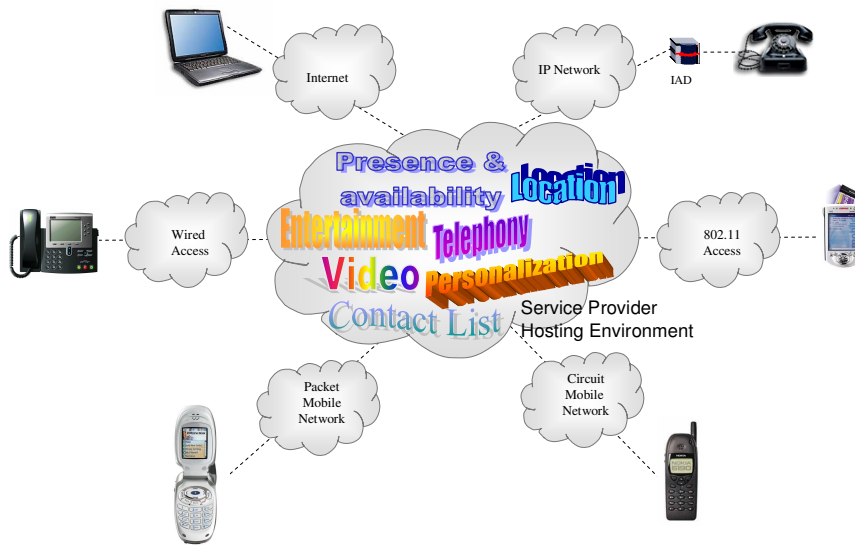 Internet
IP Network
IAD
Presence &
availability
Location
Entertainment
Telephony
Wired
Access
802.11
Access
Video
Personalization
Contact List
Service Provider
Hosting Environment
Packet
Mobile
Network
Circuit
Mobile
Network
NOKIA